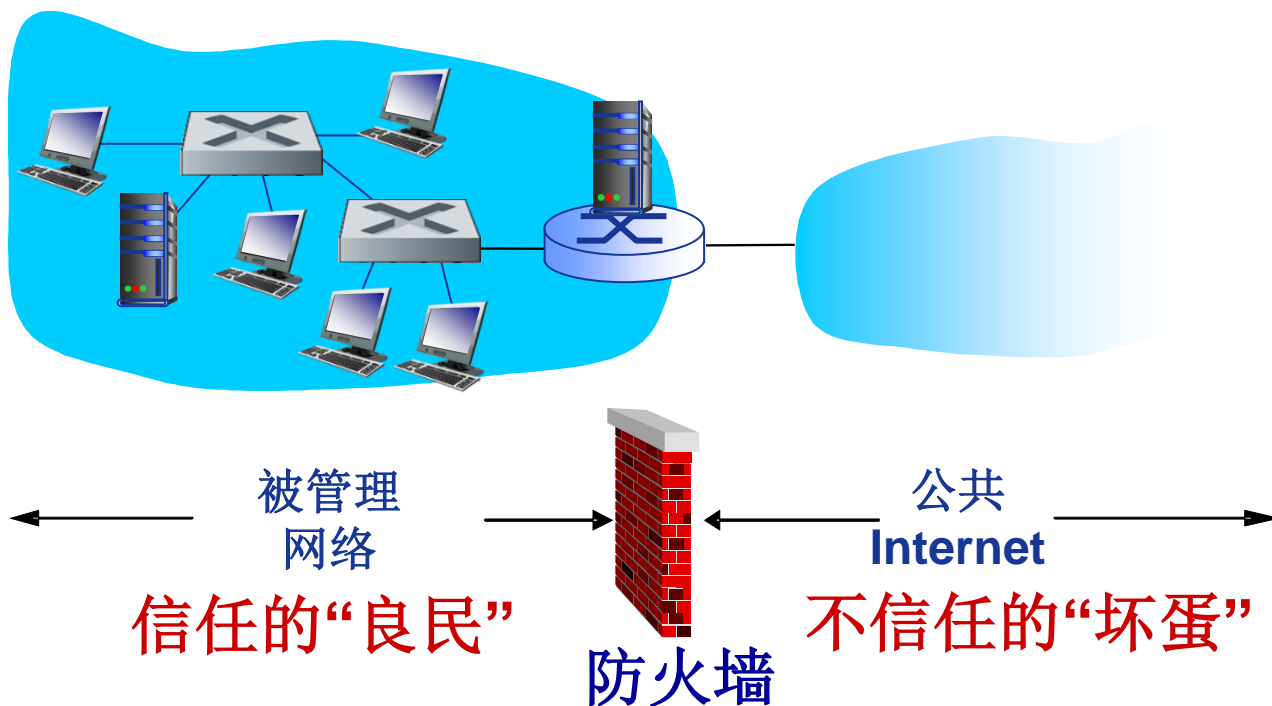 被管理
网络
公共
Internet
信任的“良民”
不信任的“坏蛋”
防火墙